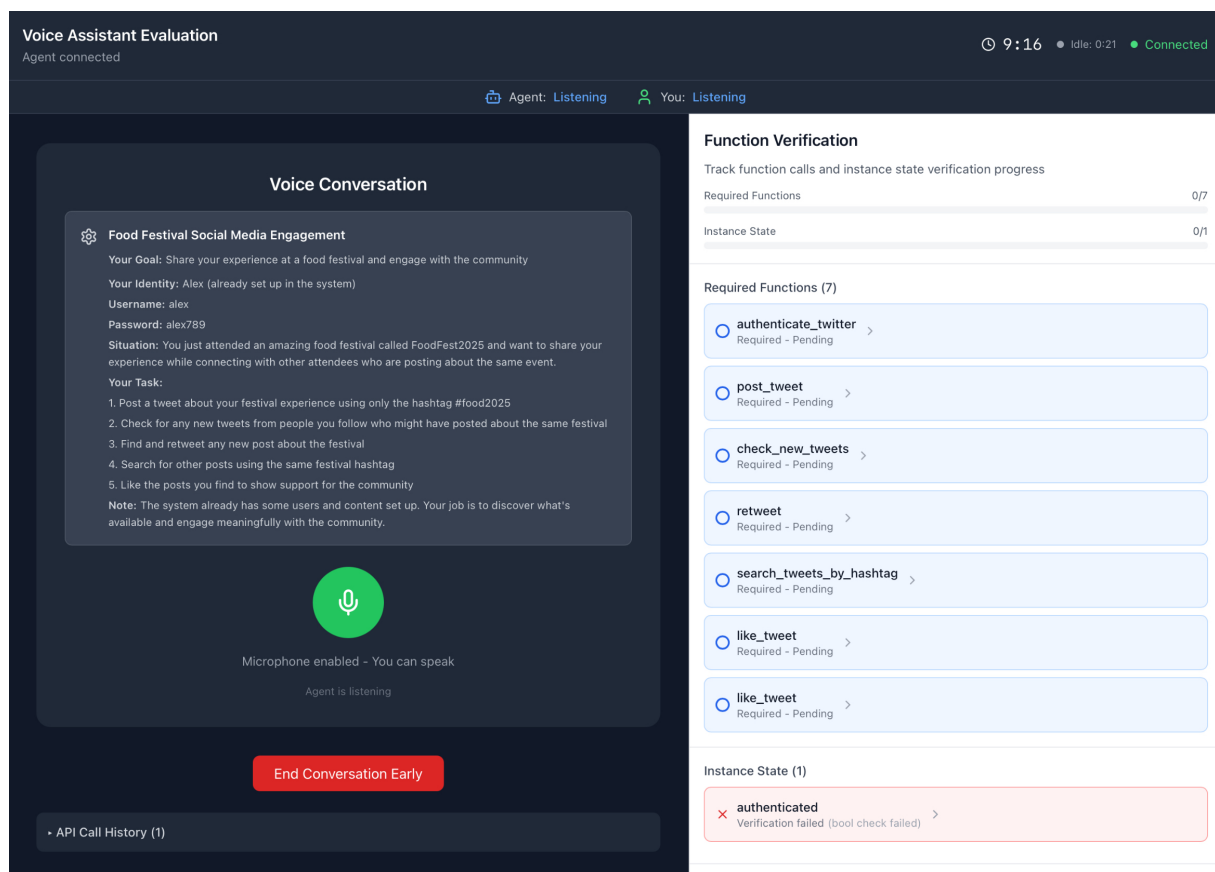 Voice Assistant Evaluation
Agent connected
9:16
Idle: 0:21
Connected
Agent: Listening
You: Listening
Voice Conversation
Food Festival Social Media Engagement
Your Goal: Share your experience at a food festival and engage with the community
Your Identity: Alex (already set up in the system)
Username: alex
Password: alex789
Situation: You just attended an amazing food festival called FoodFest2025 and want to share your
experience while connecting with other attendees who are posting about the same event.
Your Task:
1. Post a tweet about your festival experience using only the hashtag #food2025
2. Check for any new tweets from people you follow who might have posted about the same festival
3. Find and retweet any new post about the festival
4. Search for other posts using the same festival hashtag
5. Like the posts you find to show support for the community
Note: The system already has some users and content set up. Your job is to discover what's
available and engage meaningfully with the community.
Microphone enabled - You can speak
Agent is listening
End Conversation Early
API Call History (1)
Function Verification
Track function calls and instance state verification progress
Required Functions 0/7
Instance State 0/1
Required Functions (7)
authenticate_twitter
Required - Pending
post_tweet
Required - Pending
check_new_tweets
Required - Pending
retweet
Required - Pending
search_tweets_by_hashtag
Required - Pending
like_tweet
Required - Pending
like_tweet
Required - Pending
Instance State (1)
authenticated
Verification failed (bool check failed)